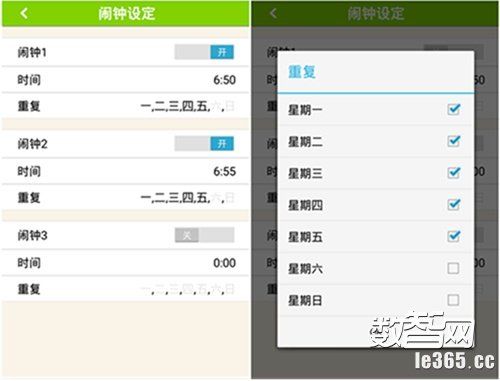 闹钟设定
闹钟1 开
时间 6:50
重复 一,二,三,四,五,六,日
闹钟2 开
时间 6:55
重复 一,二,三,四,五,六,日
闹钟3 关
时间 0:00
重复 一,二,三,四,五,六,日
闹钟设定
闹钟1
重复
星期一
星期二
星期三
星期四
星期五
星期六
星期日
数智网
le365.cc